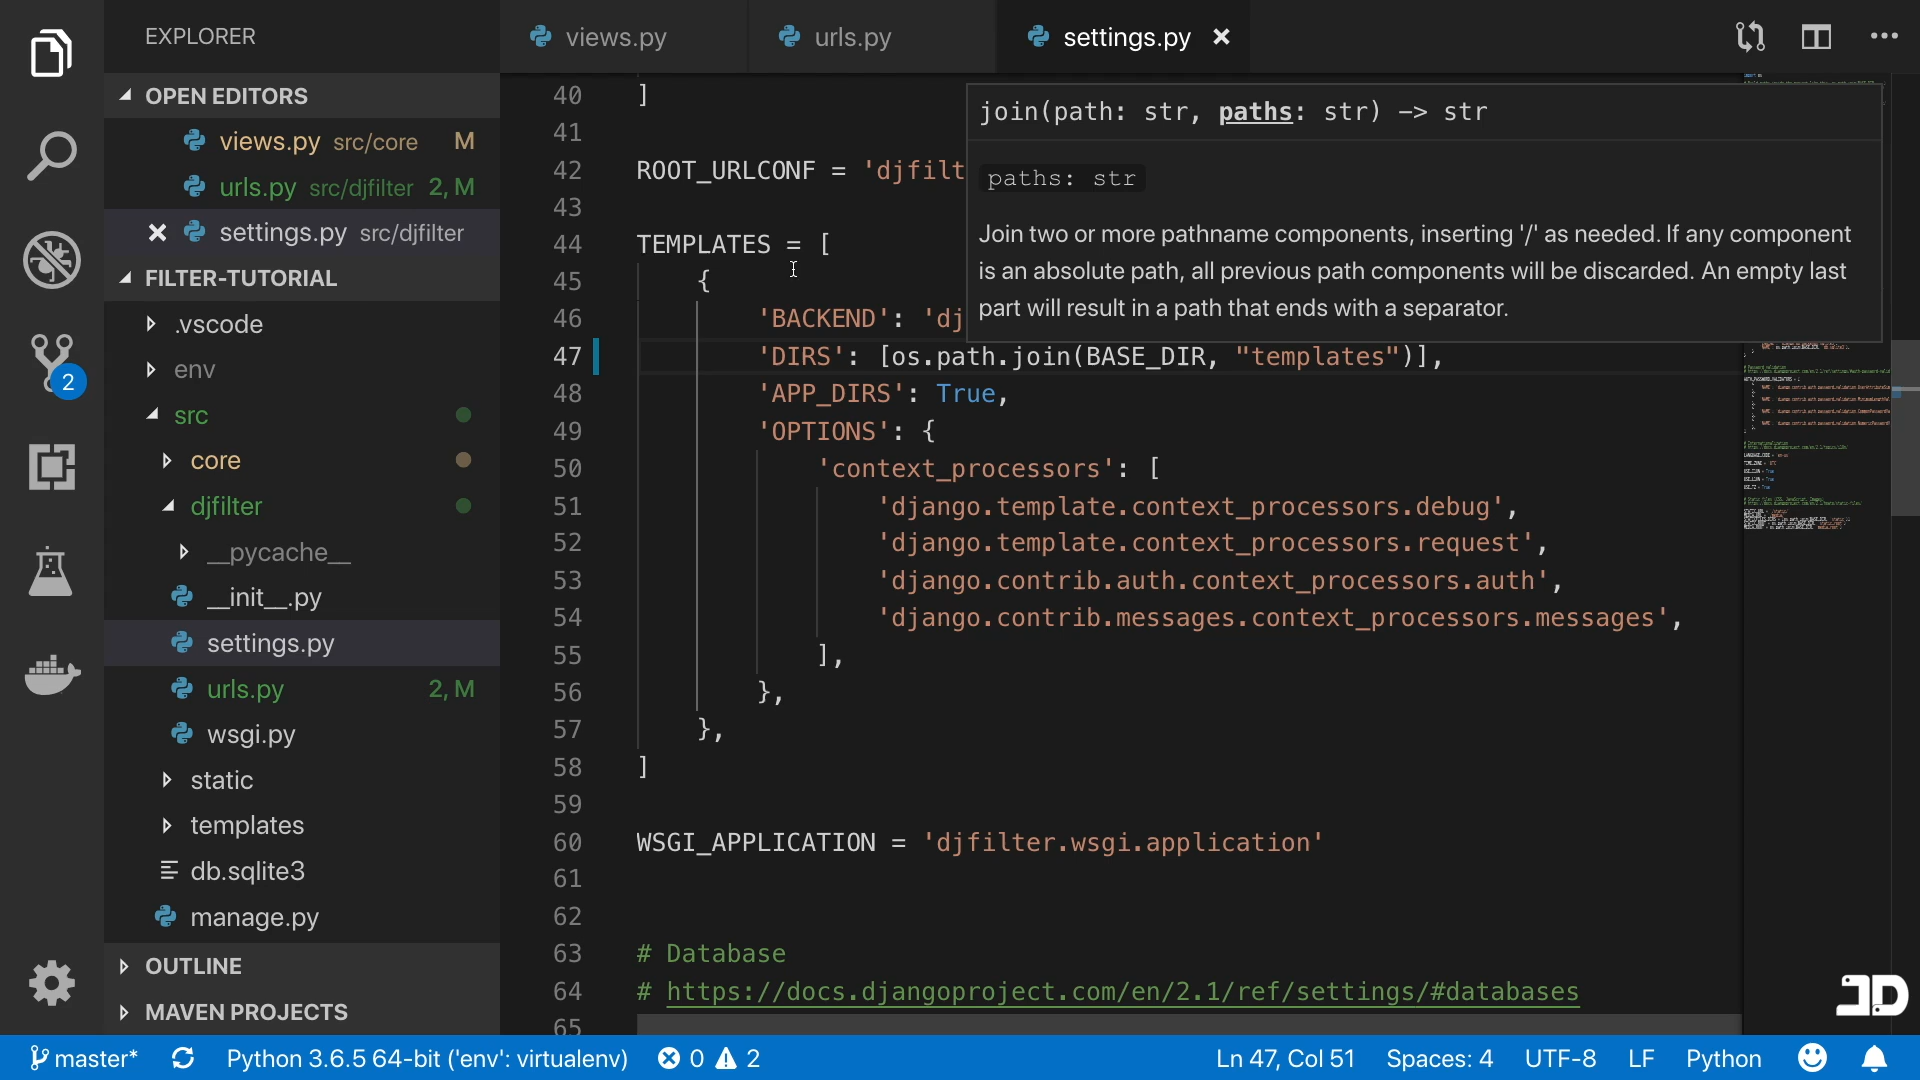 EXPLORER
OPEN EDITORS
views.py src/core M
urls.py src/djfilter 2, M
settings.py src/djfilter
FILTER-TUTORIAL
.vscode
env
src
core
djfilter
__pycache__
__init__.py
settings.py
urls.py 2, M
wsgi.py
static
templates
db.sqlite3
manage.py
OUTLINE
MAVEN PROJECTS
2
views.py urls.py settings.py
40 ]
41
42 ROOT_URLCONF = 'djfilt
43
44 TEMPLATES = [
45 {
46 'BACKEND': 'dj
47 'DIRS': [os.path.join(BASE_DIR, "templates")],
48 'APP_DIRS': True,
49 'OPTIONS': {
50 'context_processors': [
51 'django.template.context_processors.debug',
52 'django.template.context_processors.request',
53 'django.contrib.auth.context_processors.auth',
54 'django.contrib.messages.context_processors.messages',
55 ],
56 },
57 },
58 ]
59
60 WSGI_APPLICATION = 'djfilter.wsgi.application'
61
62
63 # Database
64 # https://docs.djangoproject.com/en/2.1/ref/settings/#databases
65
join(path: str, paths: str) -> str
paths: str
Join two or more pathname components, inserting '/' as needed. If any component
is an absolute path, all previous path components will be discarded. An empty last
part will result in a path that ends with a separator.
master* Python 3.6.5 64-bit ('env': virtualenv) 0 2 Ln 47, Col 51 Spaces: 4 UTF-8 LF Python